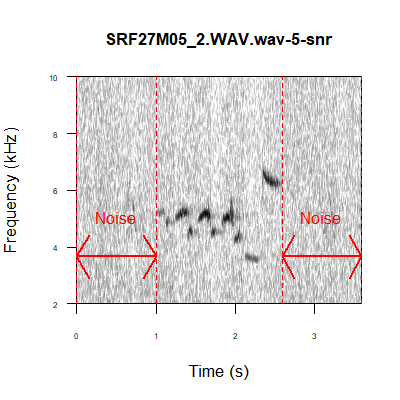 SRF27M05_2.WAV.wav-5-snr
10
8
6
4
2
Frequency (kHz)
Noise
Noise
0
1
2
3
Time (s)